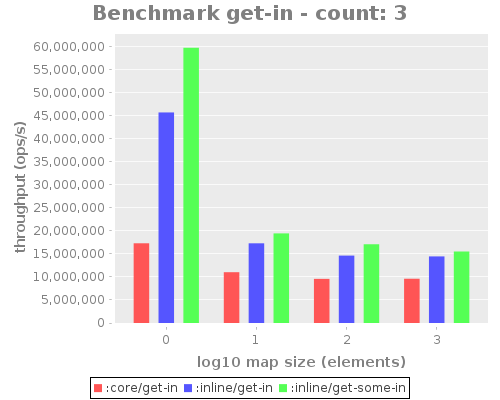 Benchmark get-in - count: 3
throughput (ops/s)
60,000,000
55,000,000
50,000,000
45,000,000
40,000,000
35,000,000
30,000,000
25,000,000
20,000,000
15,000,000
10,000,000
5,000,000
0
0 1 2 3
log10 map size (elements)
:core/get-in :inline/get-in :inline/get-some-in